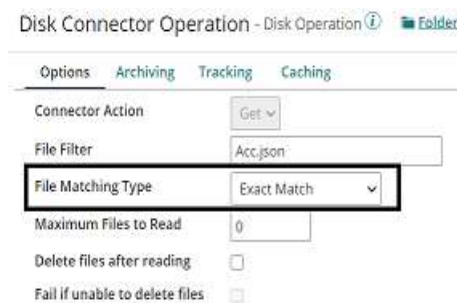 Disk Connector Operation - Disk Operation i Folder
Options Archiving Tracking Caching
Connector Action Get
File Filter Acc.json
File Matching Type Exact Match
Maximum Files to Read 0
Delete files after reading
Fail if unable to delete files